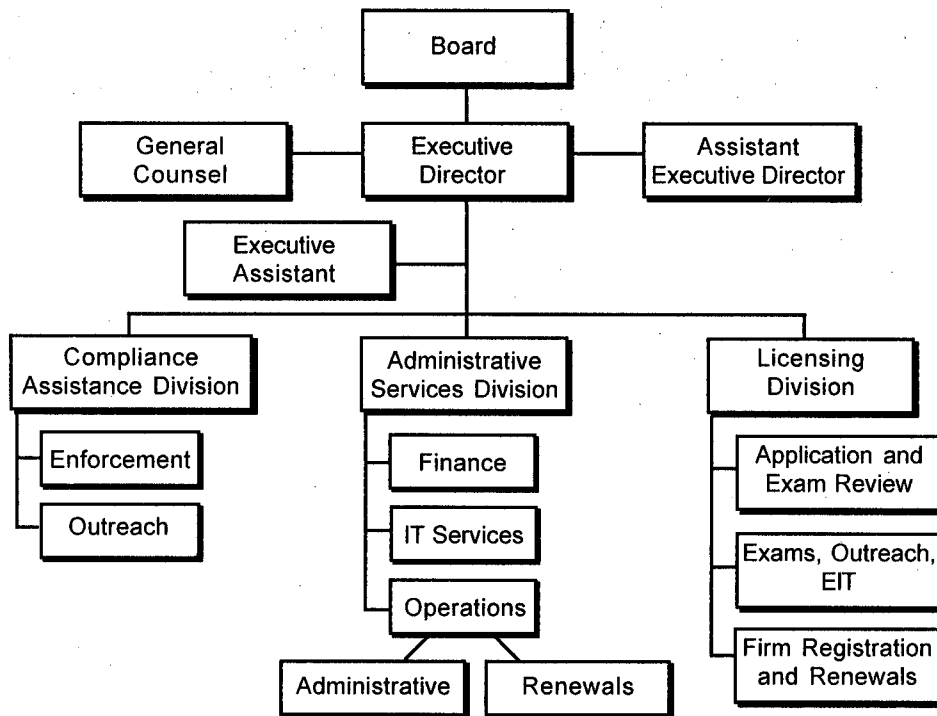 Board
General
Counsel
Executive
Director
Assistant
Executive Director
Executive
Assistant
Compliance
Assistance Division
Administrative
Services Division
Licensing
Division
Enforcement
Outreach
Finance
IT Services
Operations
Administrative
Renewals
Application and
Exam Review
Exams, Outreach,
EIT
Firm Registration
and Renewals